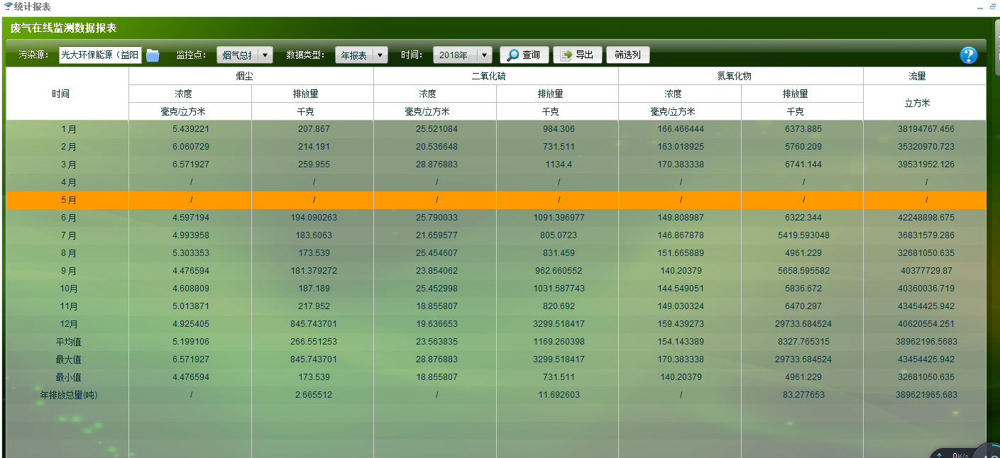 统计报表
废气在线监测数据报表
污染源： 光大环保能源（益阳 监控点： 烟气总排 数据类型： 年报表 时间： 2018年 查询 导出 筛选列
时间 烟尘 二氧化硫 氮氧化物 流量
浓度 排放量 浓度 排放量 浓度 排放量 立方米
毫克/立方米 千克 毫克/立方米 千克 毫克/立方米 千克
1月 5.439221 207.867 25.521084 984.306 166.466444 6373.885 38194767.456
2月 6.060729 214.191 20.536648 731.511 163.018925 5760.209 35320970.723
3月 6.571927 259.955 28.876883 1134.4 170.383338 6741.144 39531952.126
4月 / / / / / / /
5月 / / / / / / /
6月 4.597194 194.090263 25.790033 1091.396977 149.808987 6322.344 42248898.675
7月 4.993958 183.6063 21.659577 805.0723 146.867878 5419.593048 36831579.286
8月 5.303353 173.539 25.454607 831.459 151.665889 4961.229 32681050.635
9月 4.476594 181.379272 23.854062 962.660552 140.20379 5658.595582 40377729.87
10月 4.608809 187.189 25.452998 1031.587743 144.549051 5836.672 40360036.719
11月 5.013871 217.952 18.855807 820.692 149.030324 6470.297 43454425.942
12月 4.925405 845.743701 19.636653 3299.518417 159.439273 29733.684524 40620554.251
平均值 5.199106 266.551253 23.563835 1169.260398 154.143389 8327.765315 38962196.5683
最大值 6.571927 845.743701 28.876883 3299.518417 170.383338 29733.684524 43454425.942
最小值 4.476594 173.539 18.855807 731.511 140.20379 4961.229 32681050.635
年排放总量(吨) / 2.665512 / 11.692603 / 83.277653 389621965.683
0K/s